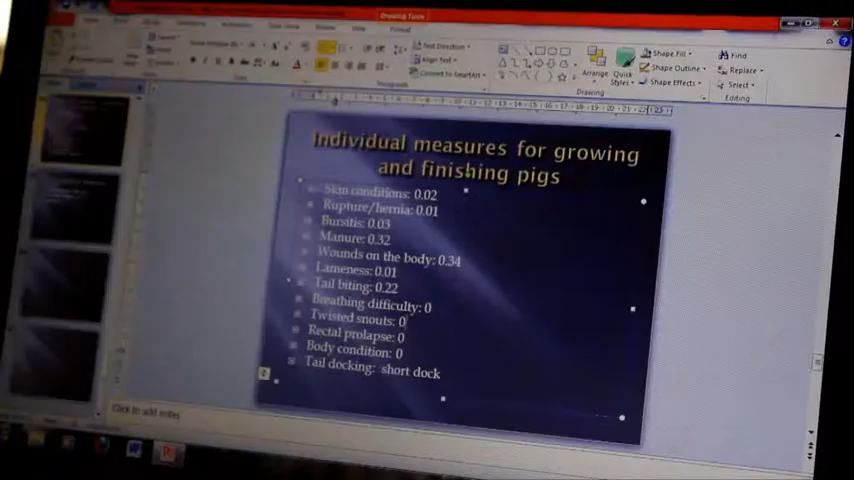 Drawing Tools
Format
Text Direction
Convert to SmartArt
Paragraph
Arrange
Quick
Styles
Shape Fill
Shape Outline
Shape Effects
Drawing
Find
Replace
Select
Editing
Individual measures for growing
and finishing pigs
Skin conditions: 0.02
Rupture/hernia: 0.01
Bursitis: 0.03
Manure: 0.32
Wounds on the body: 0.34
Lameness: 0.01
Tail biting: 0.22
Breathing difficulty: 0
Twisted snouts: 0
Rectal prolapse: 0
Body condition: 0
Tail docking: short dock
Click to add notes